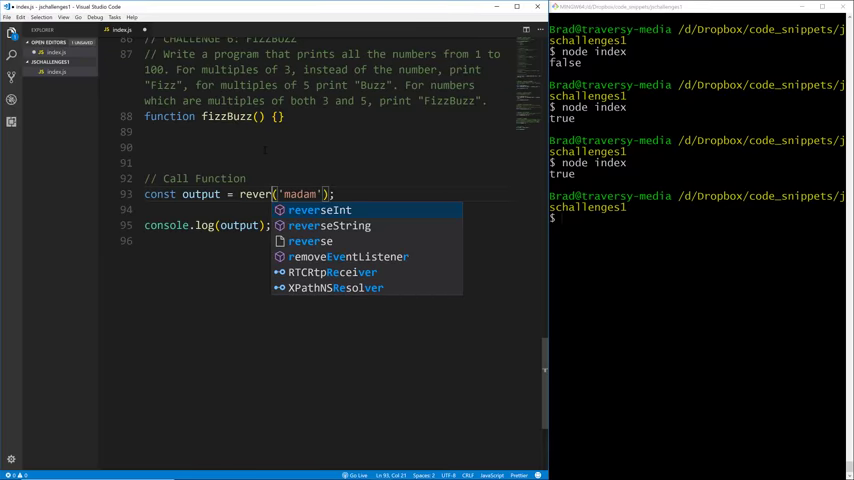 index.js - jschallenges1 - Visual Studio Code
File Edit Selection View Go Debug Tasks Help
EXPLORER
OPEN EDITORS 1 UNSAVED
index.js
JSCHALLENGES1
index.js
index.js
86 // CHALLENGE 6: FIZZBUZZ
87 // Write a program that prints all the numbers from 1 to
100. For multiples of 3, instead of the number, print
"Fizz", for multiples of 5 print "Buzz". For numbers
which are multiples of both 3 and 5, print "FizzBuzz".
88 function fizzBuzz() {}
89
90
91
92 // Call Function
93 const output = rever('madam');
94
95 console.log(output);
96
reverseInt
reverseString
reverse
removeEventListener
RTCRtpReceiver
XPathNSResolver
0 0
Go Live Ln 93, Col 21 Spaces: 2 UTF-8 CRLF JavaScript Prettier
MINGW64:/d/Dropbox/code_snippets/jschallenges1
Brad@traversy-media /d/Dropbox/code_snippets/j
schallenges1
$ node index
false
Brad@traversy-media /d/Dropbox/code_snippets/j
schallenges1
$ node index
true
Brad@traversy-media /d/Dropbox/code_snippets/j
schallenges1
$ node index
true
Brad@traversy-media /d/Dropbox/code_snippets/j
schallenges1
$